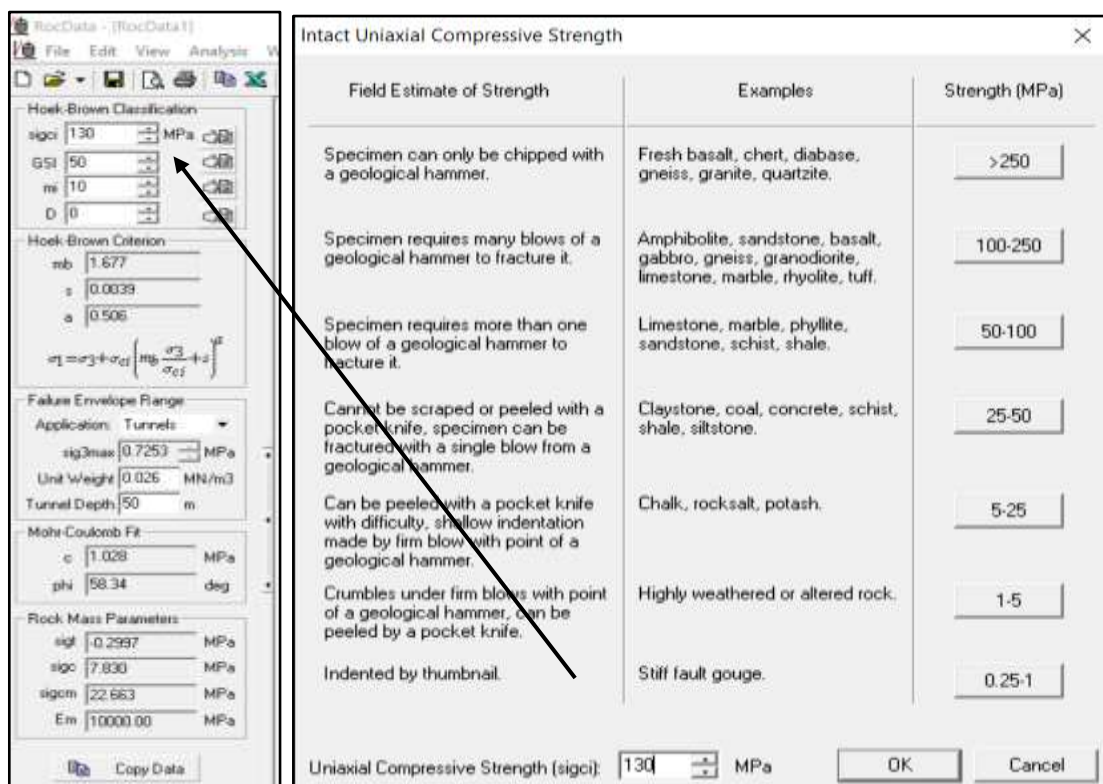 RocData - [RocData1]
File Edit View Analysis W
Hoek-Brown Classification
sigci 130 MPa
GSI 50
mi 10
D 0
Hoek-Brown Criterion
mb 1.677
s 0.0039
a 0.506
σ1=σ3+σci(mb σ3/σci +s)^a
Failure Envelope Range
Application: Tunnels
sig3max 0.7253 MPa
Unit Weight 0.026 MN/m3
Tunnel Depth 50 m
Mohr-Coulomb Fit
c 1.028 MPa
phi 58.34 deg
Rock Mass Parameters
sigt -0.2997 MPa
sigc 7.830 MPa
sigcm 22.663 MPa
Em 10000.00 MPa
Copy Data
Intact Uniaxial Compressive Strength
Field Estimate of Strength Examples Strength (MPa)
Specimen can only be chipped with
a geological hammer.
Fresh basalt, chert, diabase,
gneiss, granite, quartzite.
>250
Specimen requires many blows of a
geological hammer to fracture it.
Amphibolite, sandstone, basalt,
gabbro, gneiss, granodiorite,
limestone, marble, rhyolite, tuff.
100-250
Specimen requires more than one
blow of a geological hammer to
fracture it.
Limestone, marble, phyllite,
sandstone, schist, shale.
50-100
Cannot be scraped or peeled with a
pocket knife, specimen can be
fractured with a single blow from a
geological hammer.
Claystone, coal, concrete, schist,
shale, siltstone.
25-50
Can be peeled with a pocket knife
with difficulty, shallow indentation
made by firm blow with point of a
geological hammer.
Chalk, rocksalt, potash.
5-25
Crumbles under firm blows with point
of a geological hammer, can be
peeled by a pocket knife.
Highly weathered or altered rock.
1-5
Indented by thumbnail.
Stiff fault gouge.
0.25-1
Uniaxial Compressive Strength (sigci): 130 MPa OK Cancel